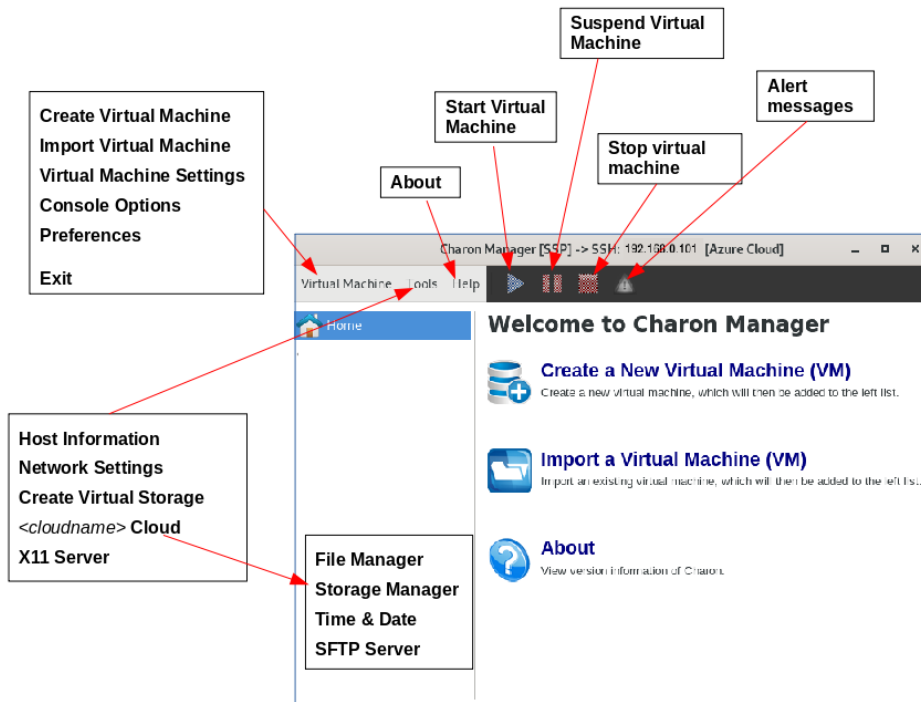 Suspend Virtual
Machine
Alert
messages
Start Virtual
Machine
Stop virtual
machine
About
Create Virtual Machine
Import Virtual Machine
Virtual Machine Settings
Console Options
Preferences
Exit
Charon Manager [SSP] -> SSH: 192.168.0.101 [Azure Cloud]
Virtual Machine Tools Help
Home
Welcome to Charon Manager
Create a New Virtual Machine (VM)
Create a new virtual machine, which will then be added to the left list.
Import a Virtual Machine (VM)
Import an existing virtual machine, which will then be added to the left list.
About
View version information of Charon.
Host Information
Network Settings
Create Virtual Storage
<cloudname> Cloud
X11 Server
File Manager
Storage Manager
Time & Date
SFTP Server